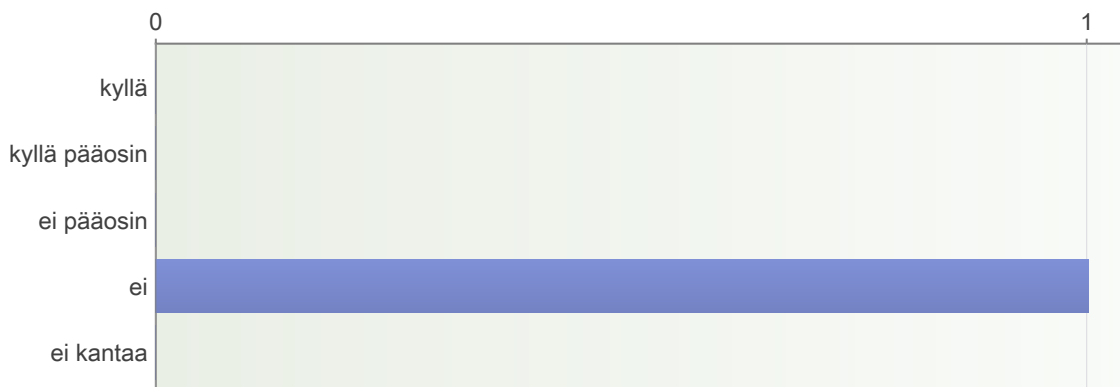 0 1
kyllä
kyllä pääosin
ei pääosin
ei
ei kantaa